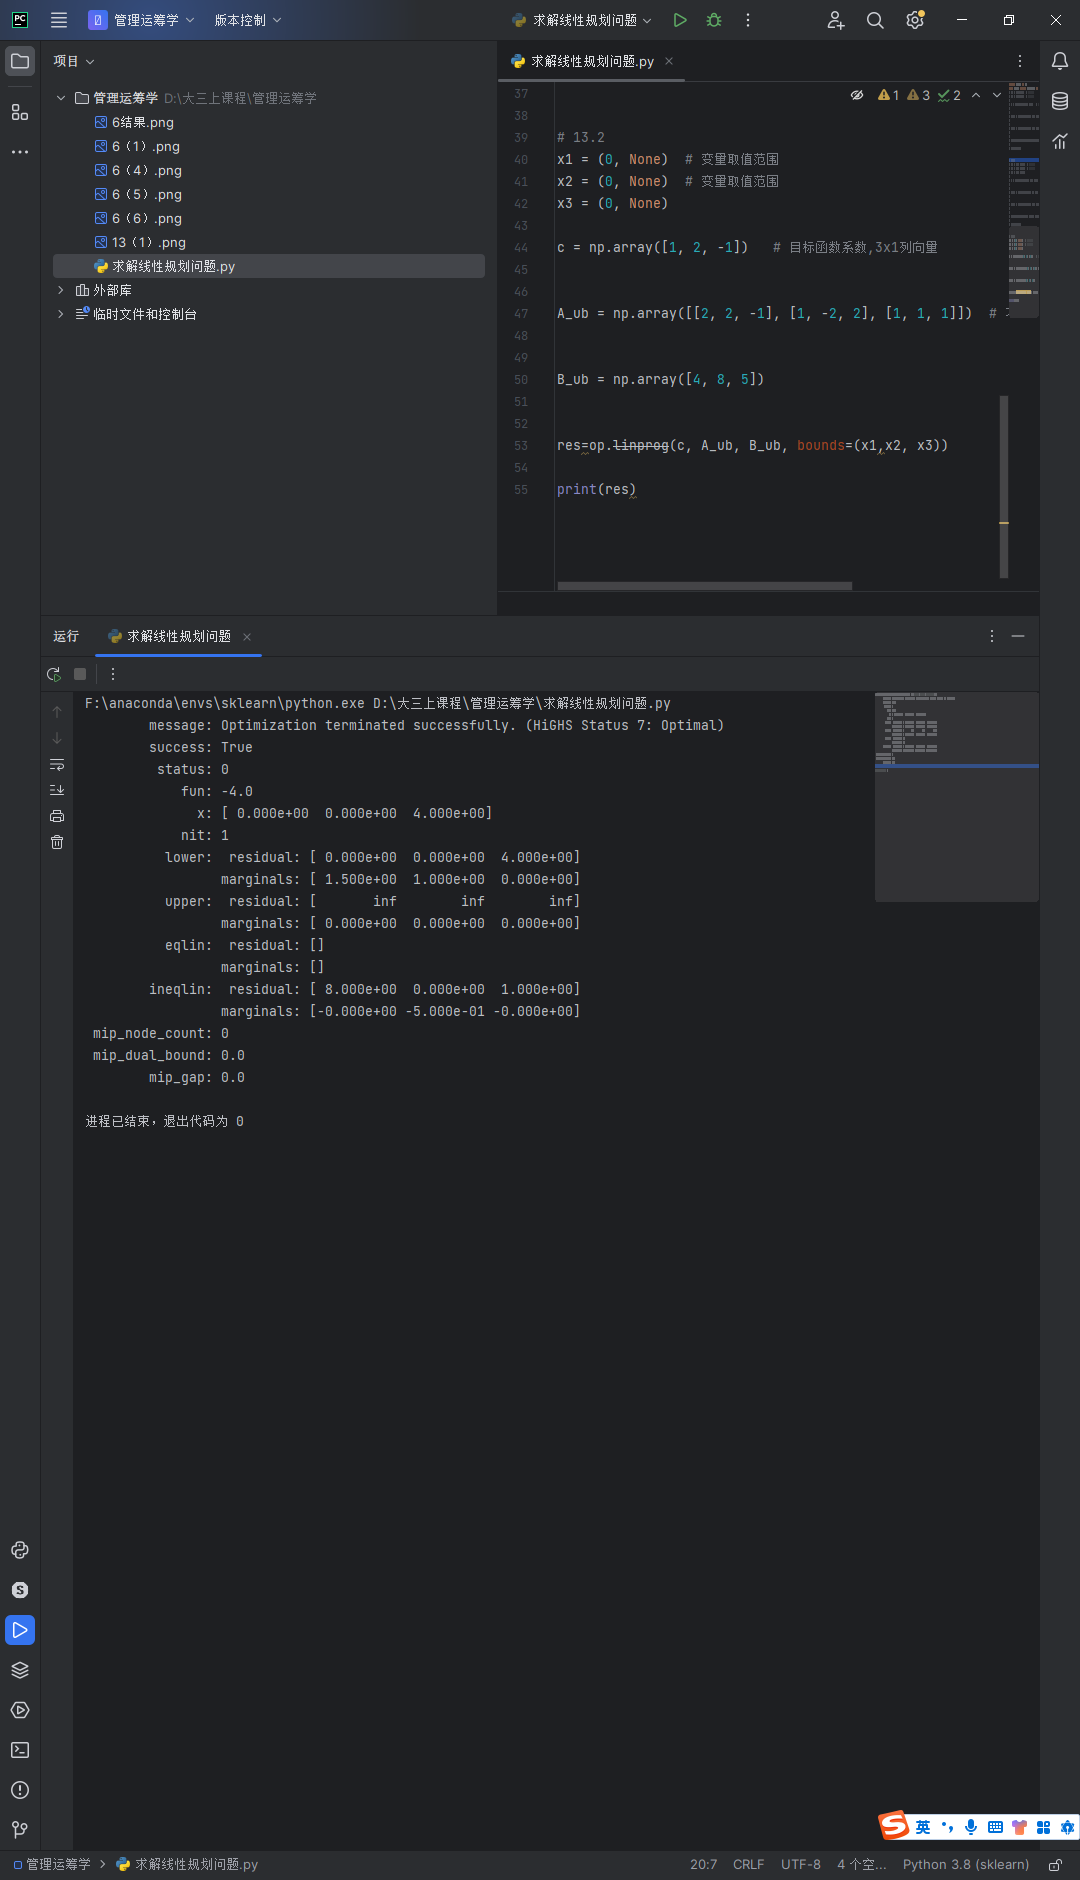 PC
管理运筹学
版本控制
求解线性规划问题
项目
管理运筹学 D:\大三上课程\管理运筹学
6结果.png
6（1）.png
6（4）.png
6（5）.png
6（6）.png
13（1）.png
求解线性规划问题.py
外部库
临时文件和控制台
求解线性规划问题.py
1 3 2
37
38
39 # 13.2
40 x1 = (0, None)  # 变量取值范围
41 x2 = (0, None)  # 变量取值范围
42 x3 = (0, None)
43
44 c = np.array([1, 2, -1])   # 目标函数系数,3x1列向量
45
46
47 A_ub = np.array([[2, 2, -1], [1, -2, 2], [1, 1, 1]])  #
48
49
50 B_ub = np.array([4, 8, 5])
51
52
53 res=op.linprog(c, A_ub, B_ub, bounds=(x1,x2, x3))
54
55 print(res)
运行
求解线性规划问题
F:\anaconda\envs\sklearn\python.exe D:\大三上课程\管理运筹学\求解线性规划问题.py
message: Optimization terminated successfully. (HiGHS Status 7: Optimal)
success: True
status: 0
fun: -4.0
x: [ 0.000e+00  0.000e+00  4.000e+00]
nit: 1
lower:  residual: [ 0.000e+00  0.000e+00  4.000e+00]
marginals: [ 1.500e+00  1.000e+00  0.000e+00]
upper:  residual: [       inf        inf        inf]
marginals: [ 0.000e+00  0.000e+00  0.000e+00]
eqlin:  residual: []
marginals: []
ineqlin:  residual: [ 8.000e+00  0.000e+00  1.000e+00]
marginals: [-0.000e+00 -5.000e-01 -0.000e+00]
mip_node_count: 0
mip_dual_bound: 0.0
mip_gap: 0.0
进程已结束，退出代码为 0
S 英
管理运筹学 求解线性规划问题.py
20:7 CRLF UTF-8 4 个空... Python 3.8 (sklearn)